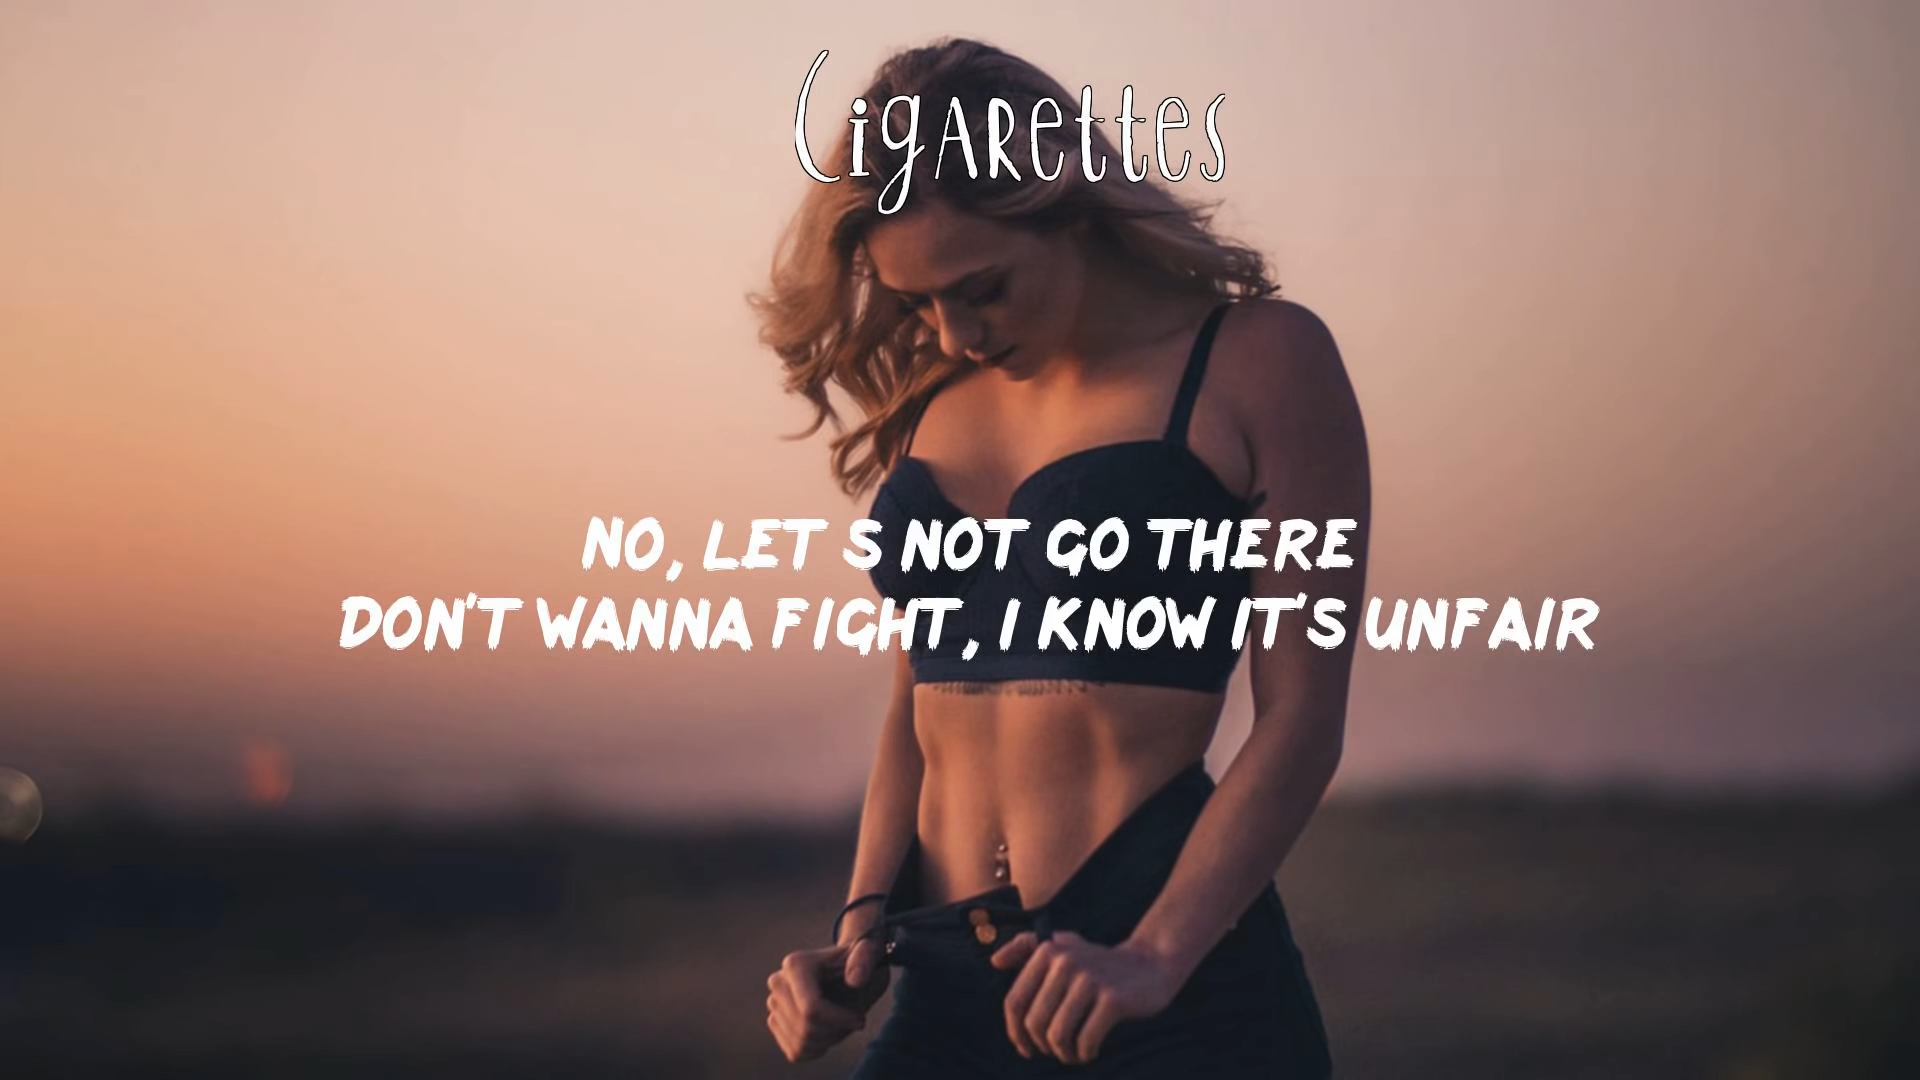 Cigarettes
NO, LET S NOT GO THERE
DON'T WANNA FIGHT, I KNOW IT'S UNFAIR